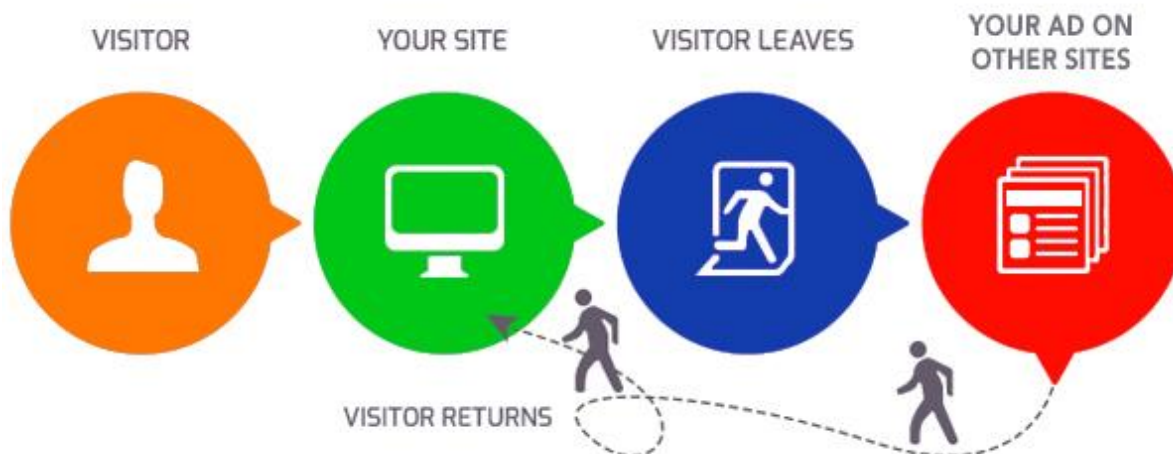 VISITOR
YOUR SITE
VISITOR LEAVES
YOUR AD ON
OTHER SITES
VISITOR RETURNS